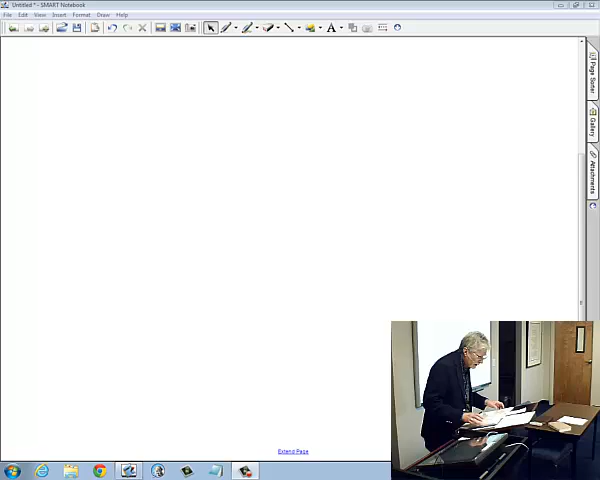 Untitled * - SMART Notebook
File Edit View Insert Format Draw Help
A
Page Sorter
Gallery
Attachments
Extend Page